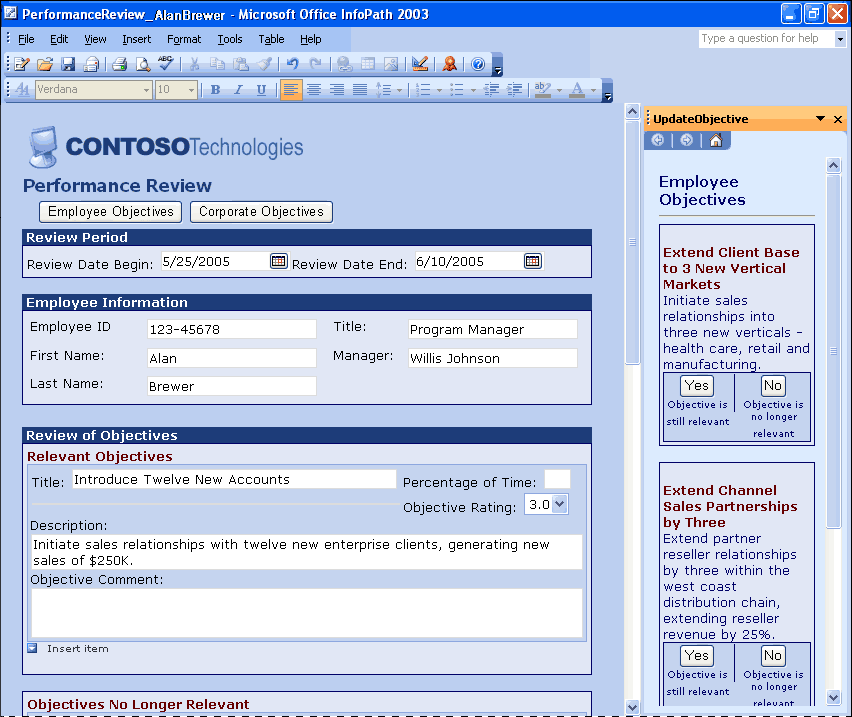 PerformanceReview_AlanBrewer - Microsoft Office InfoPath 2003
File Edit View Insert Format Tools Table Help
Type a question for help
Verdana 10 B I U
CONTOSO Technologies
Performance Review
Employee Objectives Corporate Objectives
Review Period
Review Date Begin: 5/25/2005 Review Date End: 6/10/2005
Employee Information
Employee ID 123-45678 Title: Program Manager
First Name: Alan Manager: Willis Johnson
Last Name: Brewer
Review of Objectives
Relevant Objectives
Title: Introduce Twelve New Accounts Percentage of Time:
Objective Rating: 3.0
Description:
Initiate sales relationships with twelve new enterprise clients, generating new
sales of $250K.
Objective Comment:
Insert item
Objectives No Longer Relevant
UpdateObjective
Employee
Objectives
Extend Client Base
to 3 New Vertical
Markets
Initiate sales
relationships into
three new verticals -
health care, retail and
manufacturing.
Yes No
Objective is Objective is
still relevant no longer
relevant
Extend Channel
Sales Partnerships
by Three
Extend partner
reseller relationships
by three within the
west coast
distribution chain,
extending reseller
revenue by 25%.
Yes No
Objective is Objective is
still relevant no longer
relevant